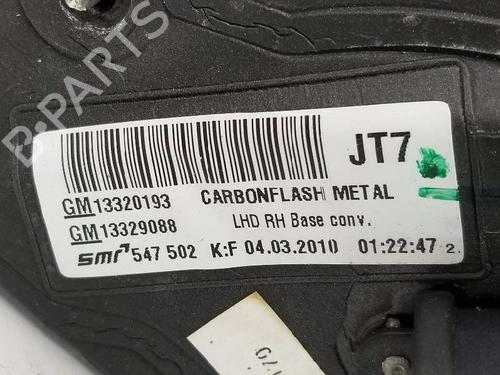 B-PARTS
JT7
GM13320193 CARBONFLASH METAL
GM13329088 LHD RH Base conv.
smr 547 502 K:F 04.03.2010 01:22:47 2.